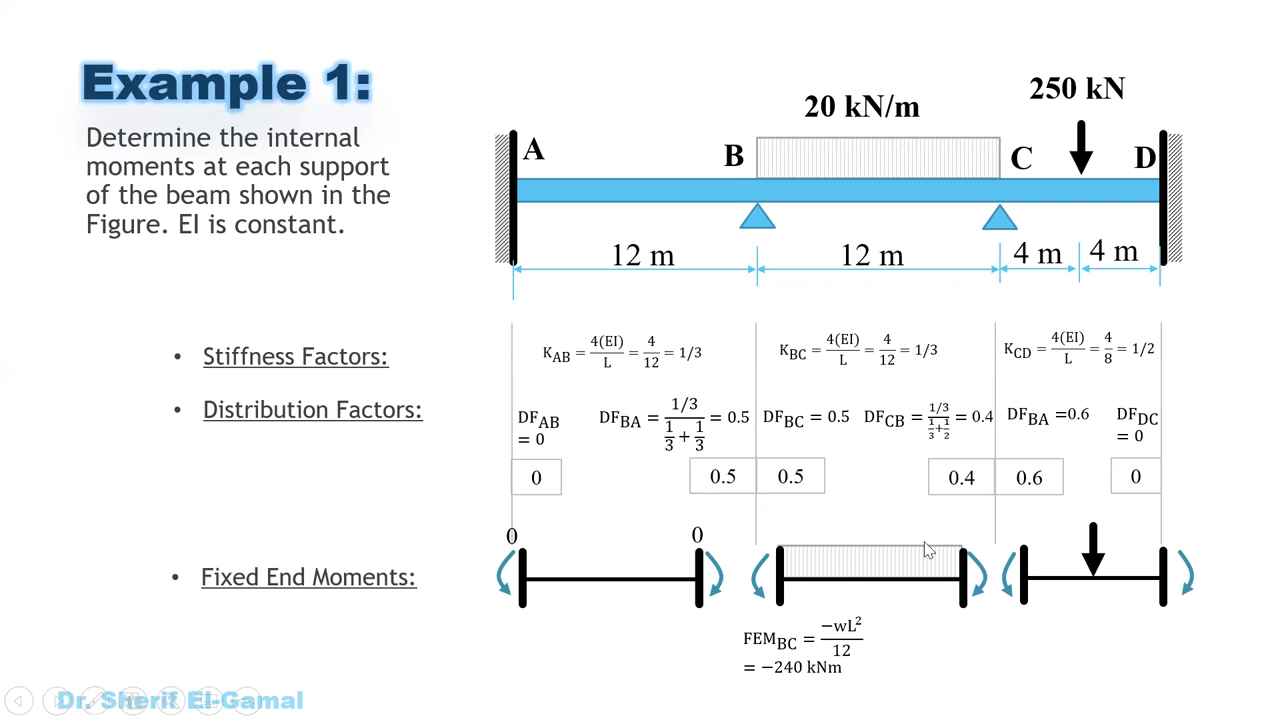 Example 1:
Determine the internal
moments at each support
of the beam shown in the
Figure. EI is constant.
250 kN
20 kN/m
A
B
C
D
12 m
12 m
4 m
4 m
• Stiffness Factors:
K_AB = 4(EI)/L = 4/12 = 1/3
K_BC = 4(EI)/L = 4/12 = 1/3
K_CD = 4(EI)/L = 4/8 = 1/2
• Distribution Factors:
DF_AB = 0
DF_BA = (1/3)/(1/3 + 1/3) = 0.5
DF_BC = 0.5
DF_CB = (1/3)/(1/3+1/2) = 0.4
DF_BA =0.6
DF_DC = 0
0
0.5
0.5
0.4
0.6
0
0
0
• Fixed End Moments:
FEM_BC = −wL²/12
= −240 kNm
Dr. Sherif El-Gamal